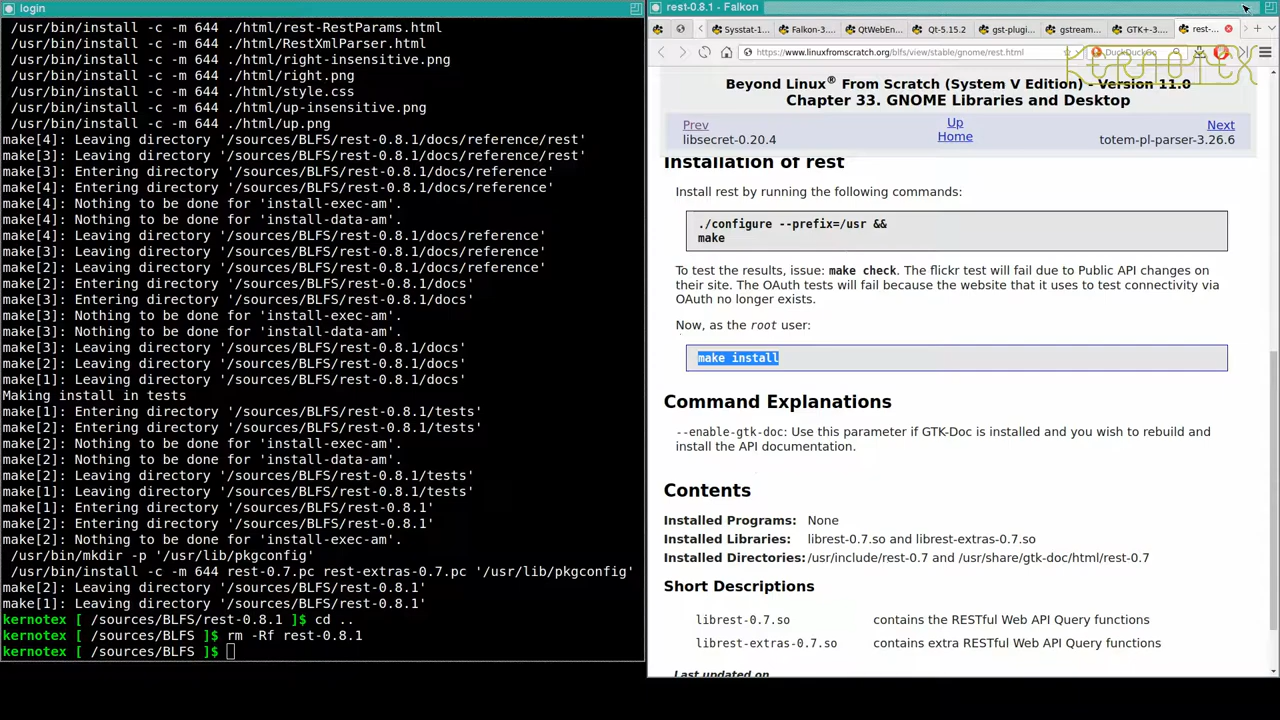 login
/usr/bin/install -c -m 644 ./html/rest-RestParams.html
/usr/bin/install -c -m 644 ./html/RestXmlParser.html
/usr/bin/install -c -m 644 ./html/right-insensitive.png
/usr/bin/install -c -m 644 ./html/right.png
/usr/bin/install -c -m 644 ./html/style.css
/usr/bin/install -c -m 644 ./html/up-insensitive.png
/usr/bin/install -c -m 644 ./html/up.png
make[4]: Leaving directory '/sources/BLFS/rest-0.8.1/docs/reference/rest'
make[3]: Leaving directory '/sources/BLFS/rest-0.8.1/docs/reference/rest'
make[3]: Entering directory '/sources/BLFS/rest-0.8.1/docs/reference'
make[4]: Entering directory '/sources/BLFS/rest-0.8.1/docs/reference'
make[4]: Nothing to be done for 'install-exec-am'.
make[4]: Nothing to be done for 'install-data-am'.
make[4]: Leaving directory '/sources/BLFS/rest-0.8.1/docs/reference'
make[3]: Leaving directory '/sources/BLFS/rest-0.8.1/docs/reference'
make[2]: Leaving directory '/sources/BLFS/rest-0.8.1/docs/reference'
make[2]: Entering directory '/sources/BLFS/rest-0.8.1/docs'
make[3]: Entering directory '/sources/BLFS/rest-0.8.1/docs'
make[3]: Nothing to be done for 'install-exec-am'.
make[3]: Nothing to be done for 'install-data-am'.
make[3]: Leaving directory '/sources/BLFS/rest-0.8.1/docs'
make[2]: Leaving directory '/sources/BLFS/rest-0.8.1/docs'
make[1]: Leaving directory '/sources/BLFS/rest-0.8.1/docs'
Making install in tests
make[1]: Entering directory '/sources/BLFS/rest-0.8.1/tests'
make[2]: Entering directory '/sources/BLFS/rest-0.8.1/tests'
make[2]: Nothing to be done for 'install-exec-am'.
make[2]: Nothing to be done for 'install-data-am'.
make[2]: Leaving directory '/sources/BLFS/rest-0.8.1/tests'
make[1]: Leaving directory '/sources/BLFS/rest-0.8.1/tests'
make[1]: Entering directory '/sources/BLFS/rest-0.8.1'
make[2]: Entering directory '/sources/BLFS/rest-0.8.1'
make[2]: Nothing to be done for 'install-exec-am'.
/usr/bin/mkdir -p '/usr/lib/pkgconfig'
/usr/bin/install -c -m 644 rest-0.7.pc rest-extras-0.7.pc '/usr/lib/pkgconfig'
make[2]: Leaving directory '/sources/BLFS/rest-0.8.1'
make[1]: Leaving directory '/sources/BLFS/rest-0.8.1'
kernotex [ /sources/BLFS/rest-0.8.1 ]$ cd ..
kernotex [ /sources/BLFS ]$ rm -Rf rest-0.8.1
kernotex [ /sources/BLFS ]$
rest-0.8.1 - Falkon
Sysstat-1... Falkon-3.... QtWebEn... Qt-5.15.2 gst-plugi... gstream... GTK+-3.... rest-...
https://www.linuxfromscratch.org/blfs/view/stable/gnome/rest.html DuckDuckGo
KERNOTEX
Beyond Linux® From Scratch (System V Edition) - Version 11.0
Chapter 33. GNOME Libraries and Desktop
Prev Up Next
libsecret-0.20.4 Home totem-pl-parser-3.26.6
Installation of rest
Install rest by running the following commands:
./configure --prefix=/usr &&
make
To test the results, issue: make check. The flickr test will fail due to Public API changes on
their site. The OAuth tests will fail because the website that it uses to test connectivity via
OAuth no longer exists.
Now, as the root user:
make install
Command Explanations
--enable-gtk-doc: Use this parameter if GTK-Doc is installed and you wish to rebuild and
install the API documentation.
Contents
Installed Programs: None
Installed Libraries: librest-0.7.so and librest-extras-0.7.so
Installed Directories: /usr/include/rest-0.7 and /usr/share/gtk-doc/html/rest-0.7
Short Descriptions
librest-0.7.so contains the RESTful Web API Query functions
librest-extras-0.7.so contains extra RESTful Web API Query functions
Last updated on